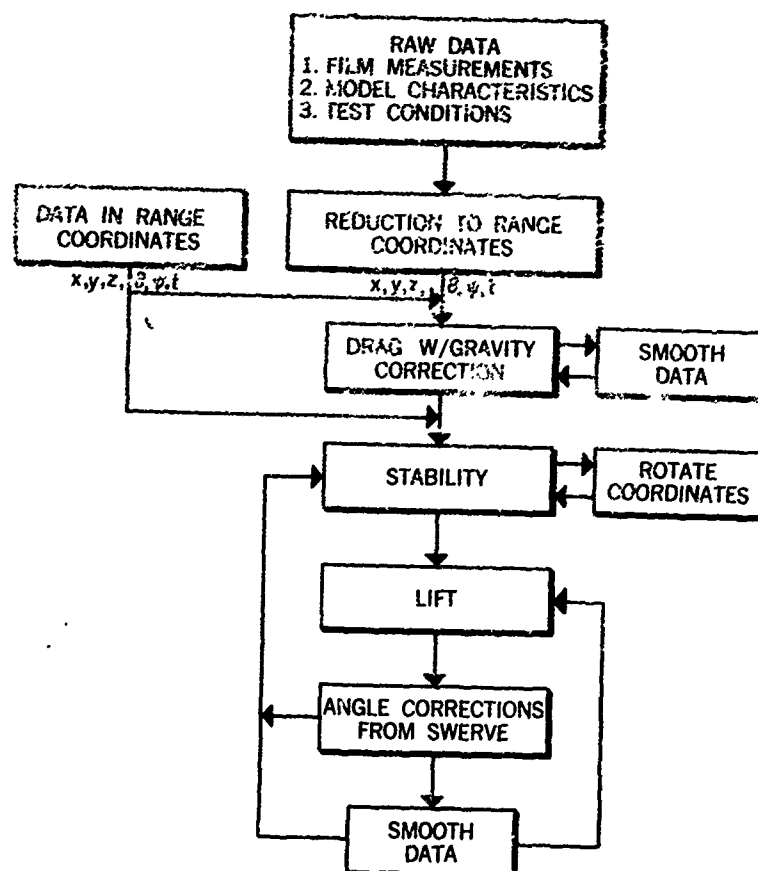 RAW DATA
1. FILM MEASUREMENTS
2. MODEL CHARACTERISTICS
3. TEST CONDITIONS
DATA IN RANGE
COORDINATES
REDUCTION TO RANGE
COORDINATES
x,y,z, θ,ψ,t
x,y,z, θ,ψ,t
DRAG W/GRAVITY
CORRECTION
SMOOTH
DATA
STABILITY
ROTATE
COORDINATES
LIFT
ANGLE CORRECTIONS
FROM SWERVE
SMOOTH
DATA